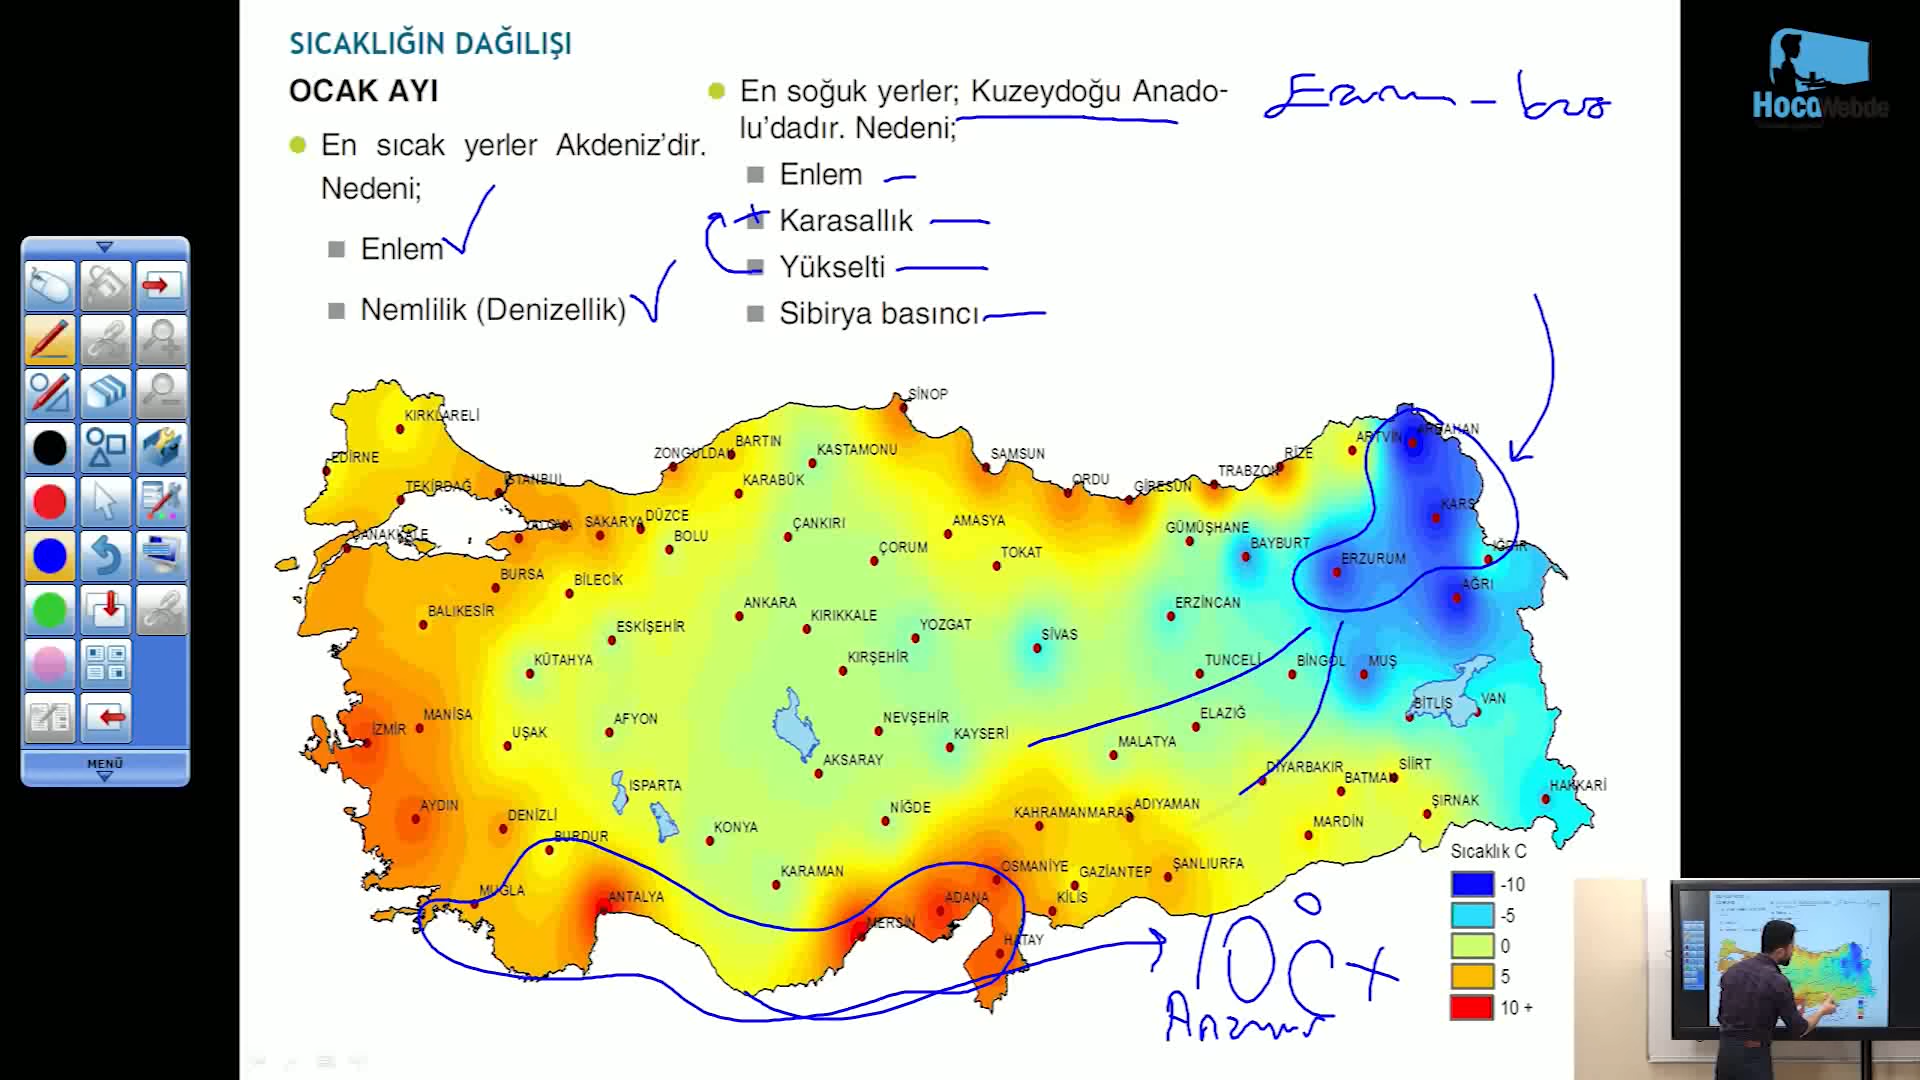 SICAKLIĞIN DAĞILIŞI
OCAK AYI
En sıcak yerler Akdeniz'dir.
Nedeni;
Enlem
Nemlilik (Denizellik)
En soğuk yerler; Kuzeydoğu Anado-
lu'dadır. Nedeni;
Enlem
Karasallık
Yükselti
Sibirya basıncı
HocaWebde
MENÜ
SİNOP
KIRKLARELİ
EDİRNE
TEKİRDAĞ
İSTANBUL
ZONGULDAK
BARTIN
KASTAMONU
KARABÜK
SAMSUN
ORDU
GİRESUN
TRABZON
RİZE
ARTVİN
ARDAHAN
KARS
IĞDIR
AĞRI
ERZURUM
BAYBURT
GÜMÜŞHANE
ÇANAKKALE
YALOVA
SAKARYA
DÜZCE
BOLU
ÇANKIRI
ÇORUM
AMASYA
TOKAT
BURSA
BİLECİK
BALIKESİR
ESKİŞEHİR
ANKARA
KIRIKKALE
YOZGAT
SİVAS
ERZİNCAN
KÜTAHYA
KIRŞEHİR
TUNCELİ
BİNGÖL
MUŞ
BİTLİS
VAN
İZMİR
MANİSA
UŞAK
AFYON
NEVŞEHİR
KAYSERİ
ELAZIĞ
MALATYA
AKSARAY
ISPARTA
DİYARBAKIR
BATMAN
SİİRT
ŞIRNAK
HAKKARİ
AYDIN
DENİZLİ
BURDUR
KONYA
NİĞDE
KAHRAMANMARAŞ
ADIYAMAN
MARDİN
MUĞLA
ANTALYA
KARAMAN
MERSİN
ADANA
OSMANİYE
GAZİANTEP
KİLİS
ŞANLIURFA
HATAY
10°C+
Sıcaklık C
-10
-5
0
5
10 +